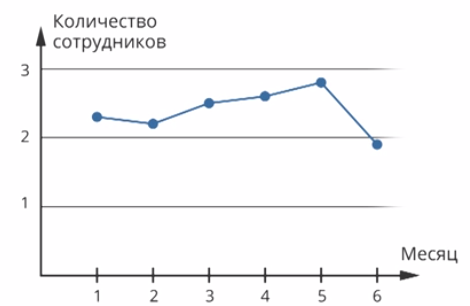 Количество
сотрудников
3
2
1
Месяц
1 2 3 4 5 6